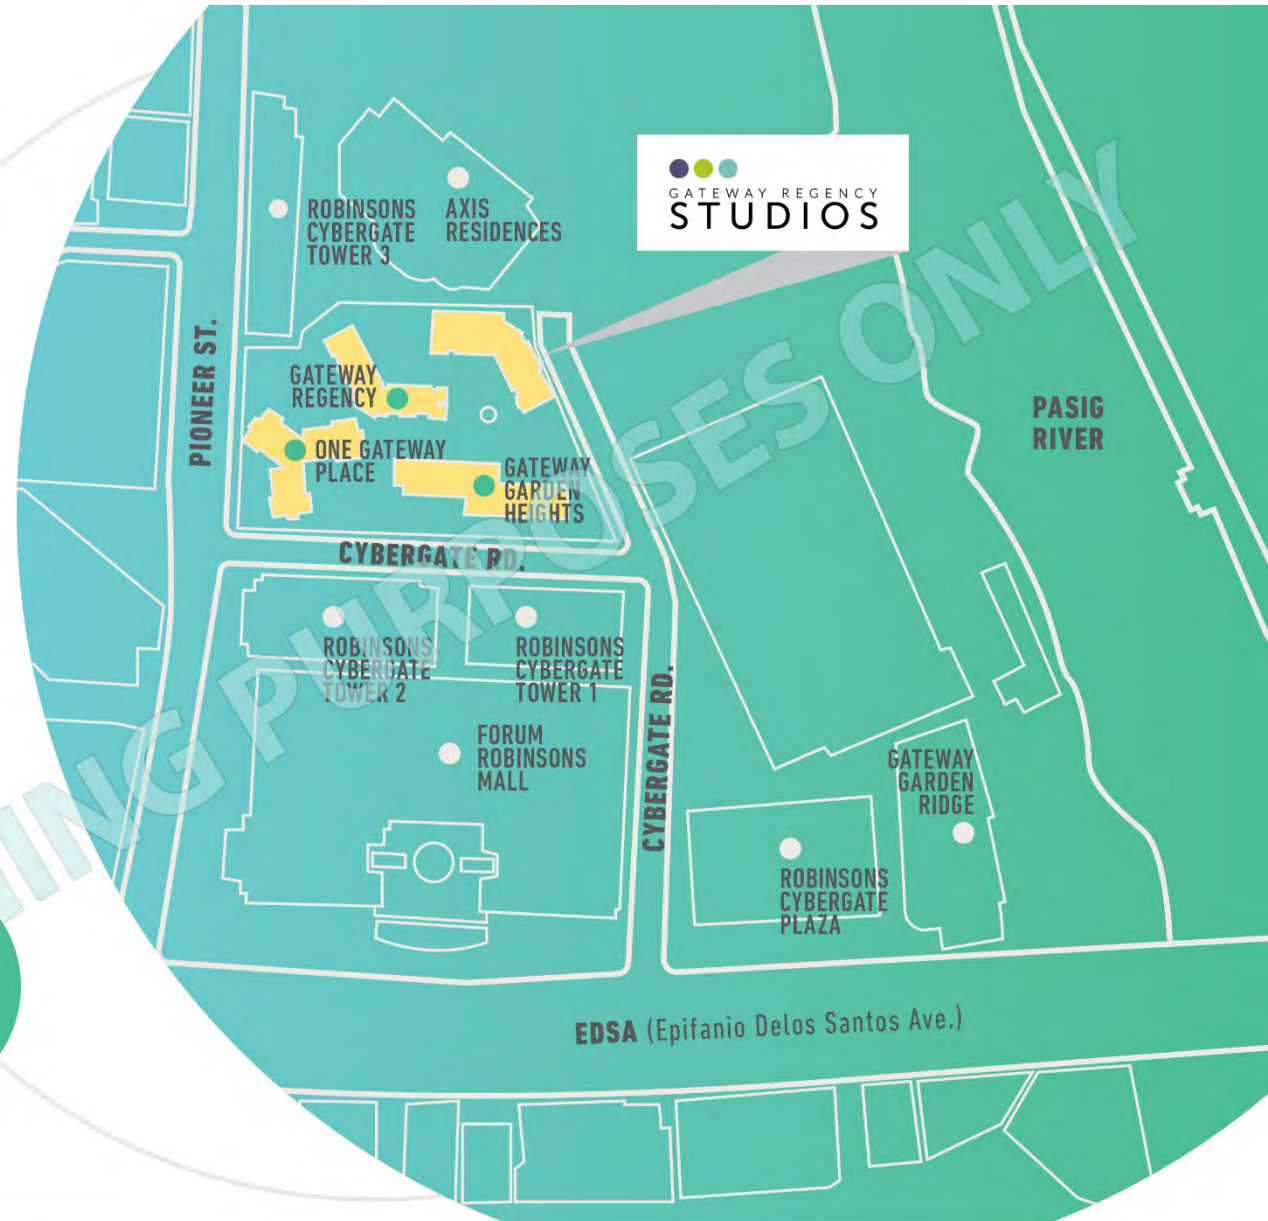 GATEWAY REGENCY
STUDIOS
ROBINSONS
CYBERGATE
TOWER 3
AXIS
RESIDENCES
PIONEER ST.
GATEWAY
REGENCY
ONE GATEWAY
PLACE
GATEWAY
GARDEN
HEIGHTS
PASIG
RIVER
CYBERGATE RD.
ROBINSONS
CYBERGATE
TOWER 2
ROBINSONS
CYBERGATE
TOWER 1
FORUM
ROBINSONS
MALL
CYBERGATE RD.
GATEWAY
GARDEN
RIDGE
ROBINSONS
CYBERGATE
PLAZA
EDSA (Epifanio Delos Santos Ave.)
NING PURPOSES ONLY